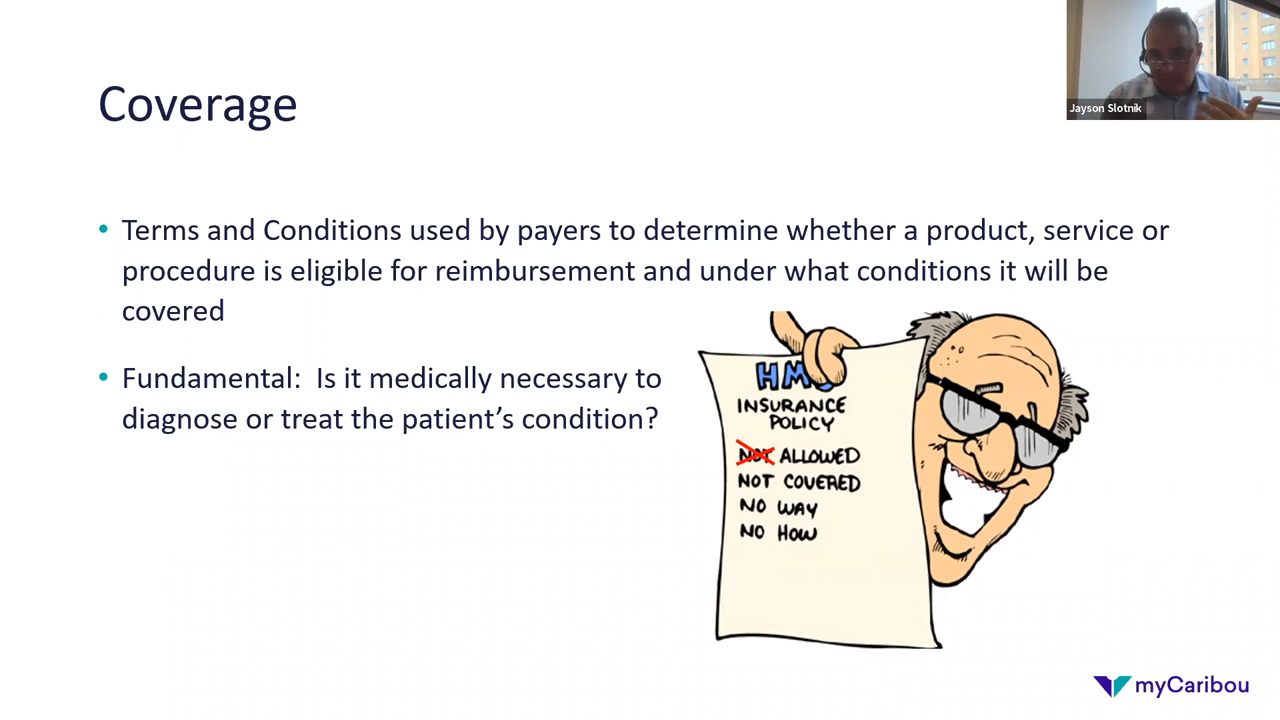 Jayson Slotnik
Coverage
• Terms and Conditions used by payers to determine whether a product, service or
procedure is eligible for reimbursement and under what conditions it will be
covered
• Fundamental: Is it medically necessary to
diagnose or treat the patient’s condition?
HM
INSURANCE
POLICY
NOT ALLOWED
NOT COVERED
NO WAY
NO HOW
myCaribou